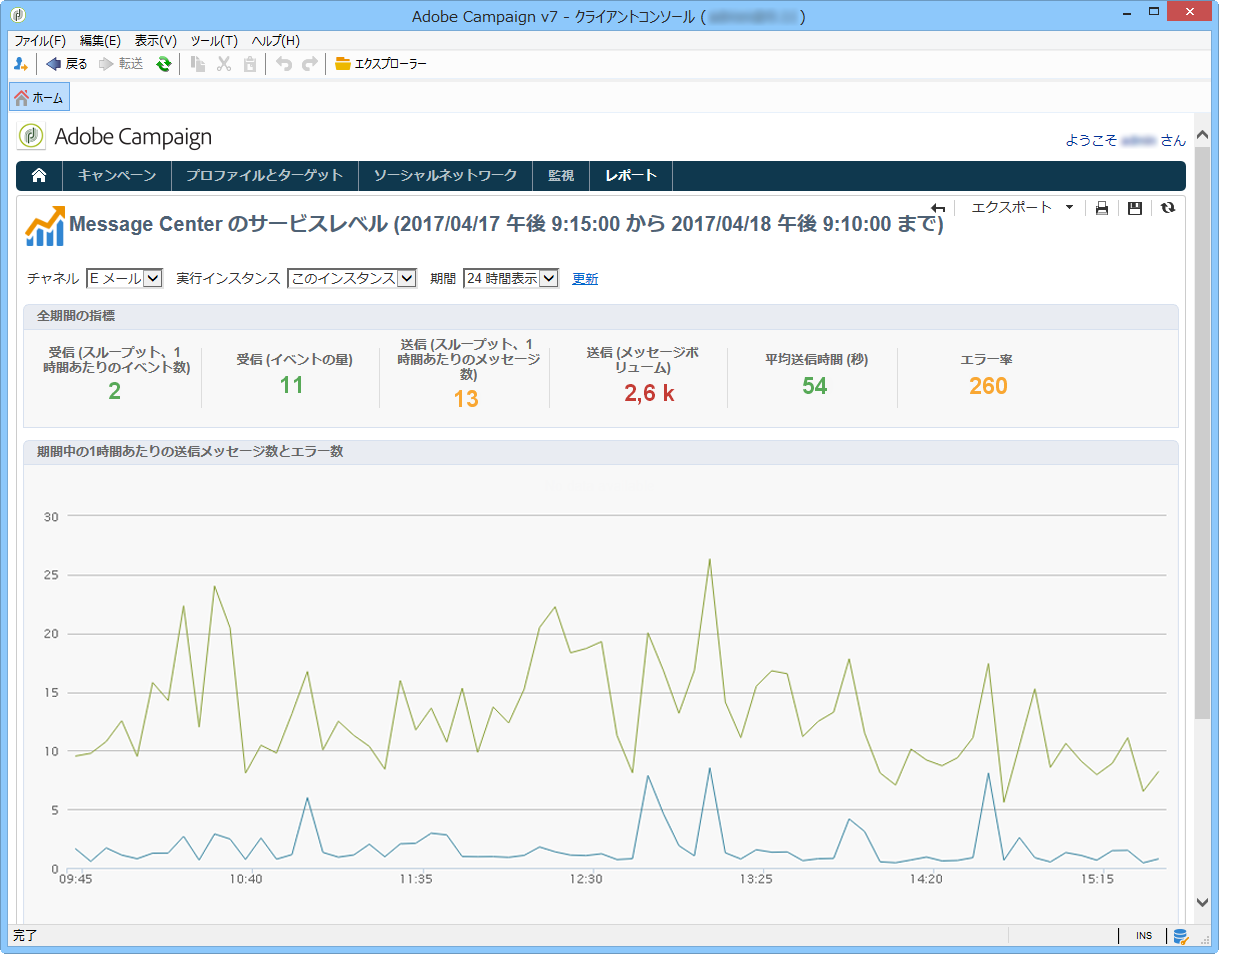 Adobe Campaign v7 - クライアントコンソール ( )
ファイル(F) 編集(E) 表示(V) ツール(T) ヘルプ(H)
戻る 転送 エクスプローラー
ホーム
Adobe Campaign
ようこそ さん
キャンペーン プロファイルとターゲット ソーシャルネットワーク 監視 レポート
エクスポート
Message Center のサービスレベル (2017/04/17 午後 9:15:00 から 2017/04/18 午後 9:10:00 まで)
チャネル E メール 実行インスタンス このインスタンス 期間 24 時間表示 更新
全期間の指標
受信 (スループット、1
時間あたりのイベント数)
2
受信 (イベントの量)
11
送信 (スループット、1
時間あたりのメッセージ
数)
13
送信 (メッセージボ
リューム)
2,6 k
平均送信時間 (秒)
54
エラー率
260
期間中の1時間あたりの送信メッセージ数とエラー数
30
25
20
15
10
5
0
09:45 10:40 11:35 12:30 13:25 14:20 15:15
完了 INS